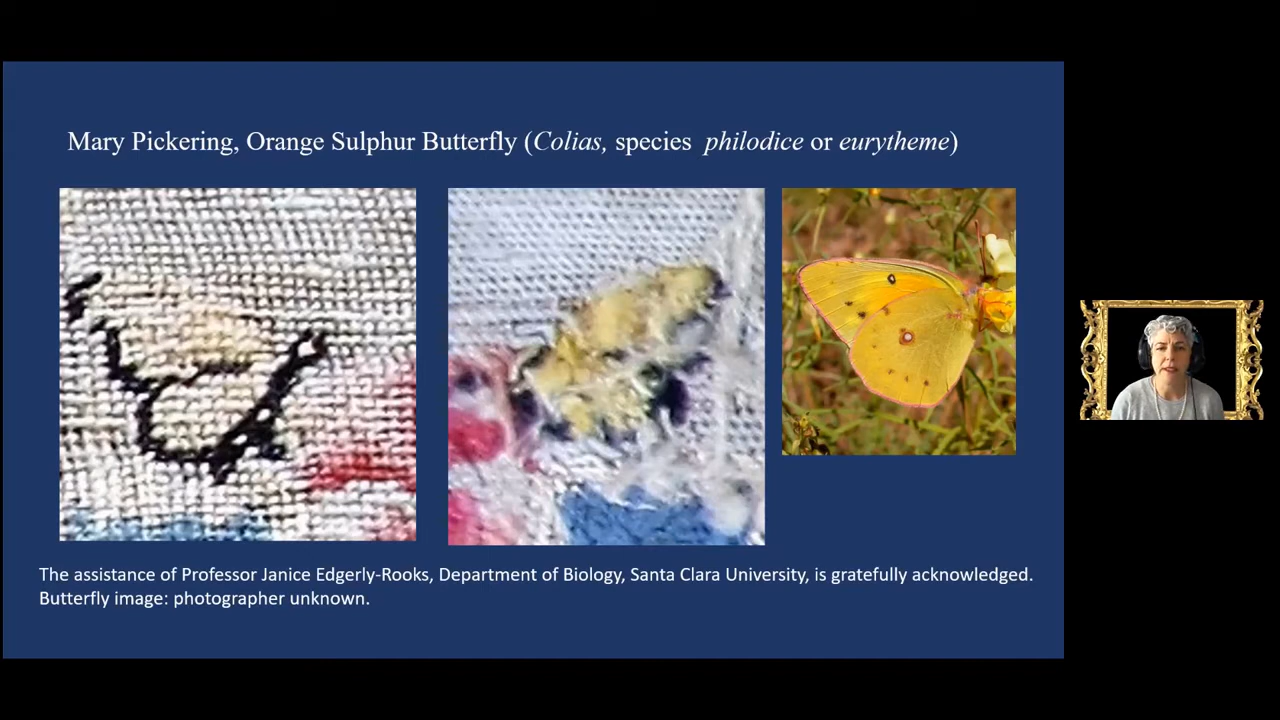 Mary Pickering, Orange Sulphur Butterfly (Colias, species philodice or eurytheme)
The assistance of Professor Janice Edgerly-Rooks, Department of Biology, Santa Clara University, is gratefully acknowledged.
Butterfly image: photographer unknown.